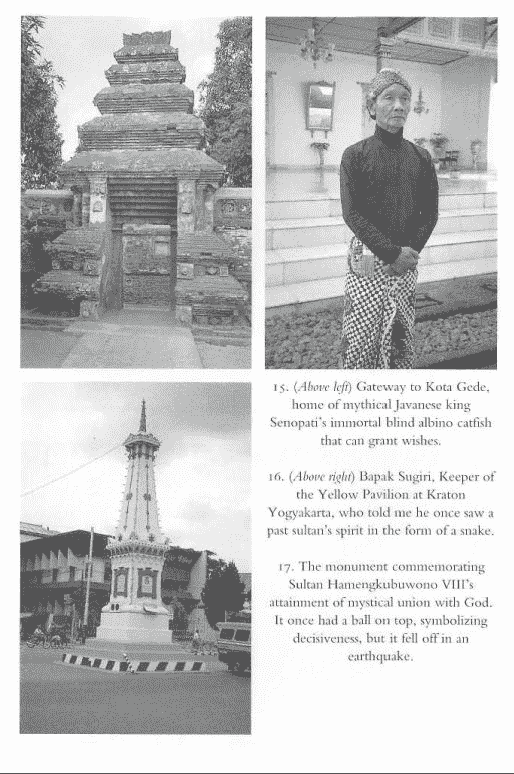 15. (Above left) Gateway to Kota Gede,
home of mythical Javanese king
Senopati's immortal blind albino catfish
that can grant wishes.
16. (Above right) Bapak Sugiri, Keeper of
the Yellow Pavilion at Kraton
Yogyakarta, who told me he once saw a
past sultan's spirit in the form of a snake.
17. The monument commemorating
Sultan Hamengkubuwono VIII's
attainment of mystical union with God.
It once had a ball on top, symbolizing
decisiveness, but it fell off in an
earthquake.